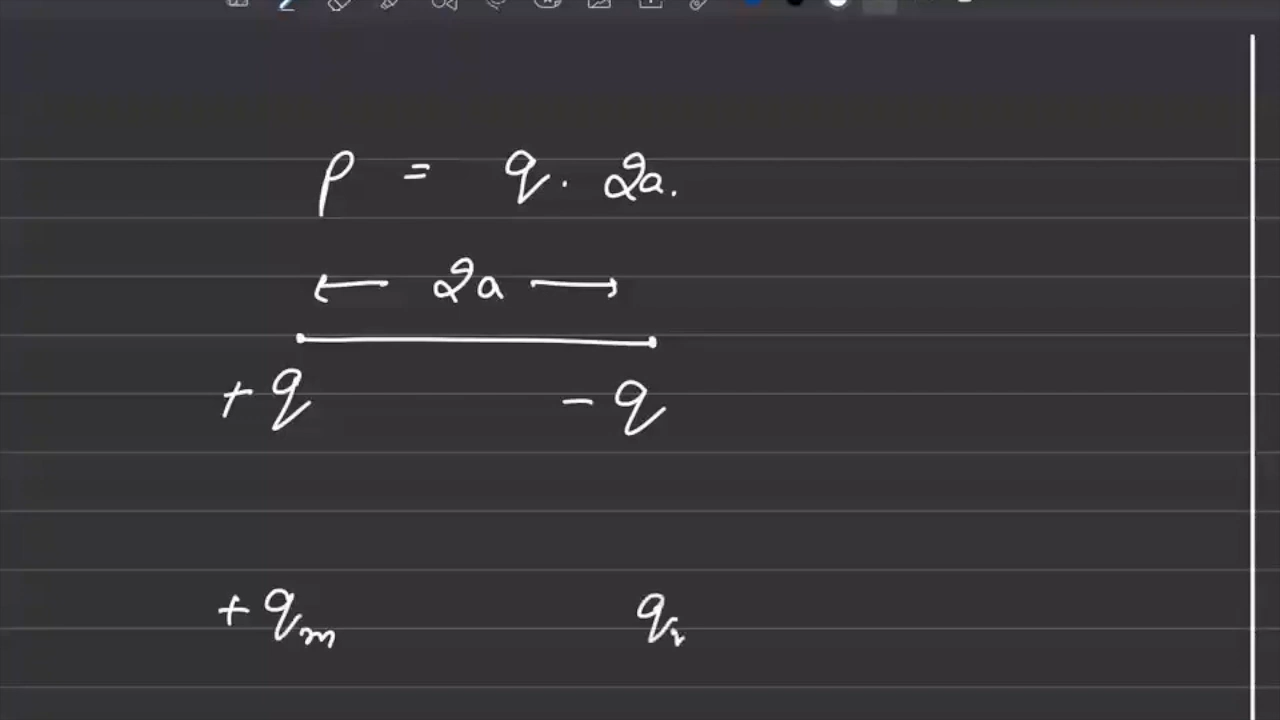 p = q . 2a.
← 2a →
+ q - q
+ qm q